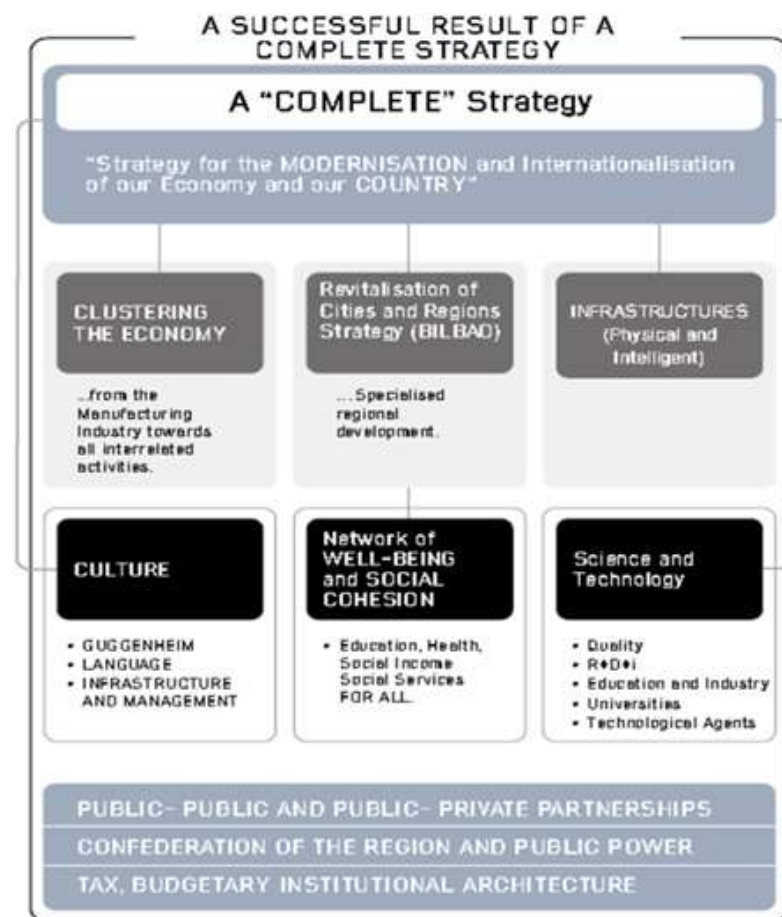 A SUCCESSFUL RESULT OF A
COMPLETE STRATEGY
A “COMPLETE” Strategy
“Strategy for the MODERNISATION and Internationalisation
of our Economy and our COUNTRY”
CLUSTERING
THE ECONOMY
...from the
Manufacturing
Industry towards
all interrelated
activities.
Revitalisation of
Cities and Regions
Strategy (BILBAO)
....Specialised
regional
development.
INFRASTRUCTURES
(Physical and
Intelligent)
CULTURE
• GUGGENHEIM
• LANGUAGE
• INFRASTRUCTURE
AND MANAGEMENT
Network of
WELL-BEING
and SOCIAL
COHESION
• Education, Health,
Social Income
Social Services
FOR ALL.
Science and
Technology
• Quality
• R+D+i
• Education and Industry
• Universities
• Technological Agents
PUBLIC- PUBLIC AND PUBLIC- PRIVATE PARTNERSHIPS
CONFEDERATION OF THE REGION AND PUBLIC POWER
TAX, BUDGETARY INSTITUTIONAL ARCHITECTURE